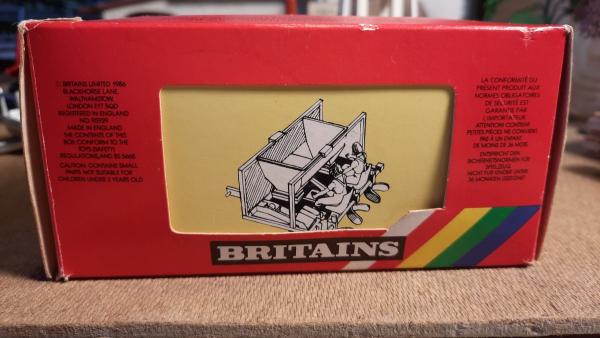 © BRITAINS LIMITED 1986
BLACKHORSE LANE,
WALTHAMSTOW,
LONDON E17 5QD
REGISTERED IN ENGLAND
MADE IN ENGLAND
THE CONTENTS OF THIS
BOX CONFORM TO THE
TOYS (SAFETY)
REGULATIONS AND BS 5665
CAUTION: CONTAINS SMALL
PARTS NOT SUITABLE FOR
CHILDREN UNDER 3 YEARS OLD
LA CONFORMITÉ DU
PRÉSENT PRODUIT AUX
NORMES OBLIGATOIRES
DE SÉCURITÉ EST
GARANTIE PAR
L'IMPORTATEUR
ATTENTION! CONTIENT
PETITES PIÈCES NE CONVIENT
PAS À UN ENFANT
DE MOINS DE 36 MOIS.
ENTSPRICHT DEN
SICHERHEITSNORMEN FÜR
SPIELZEUG
NICHT FÜR KINDER UNTER
36 MONATEN GEEIGNET
BRITAINS